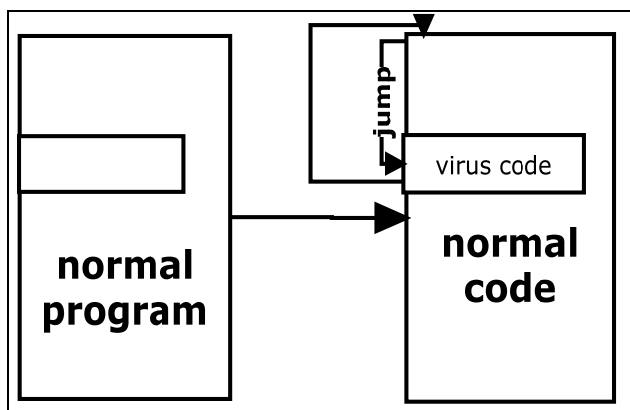 jump
virus code
normal
program
normal
code